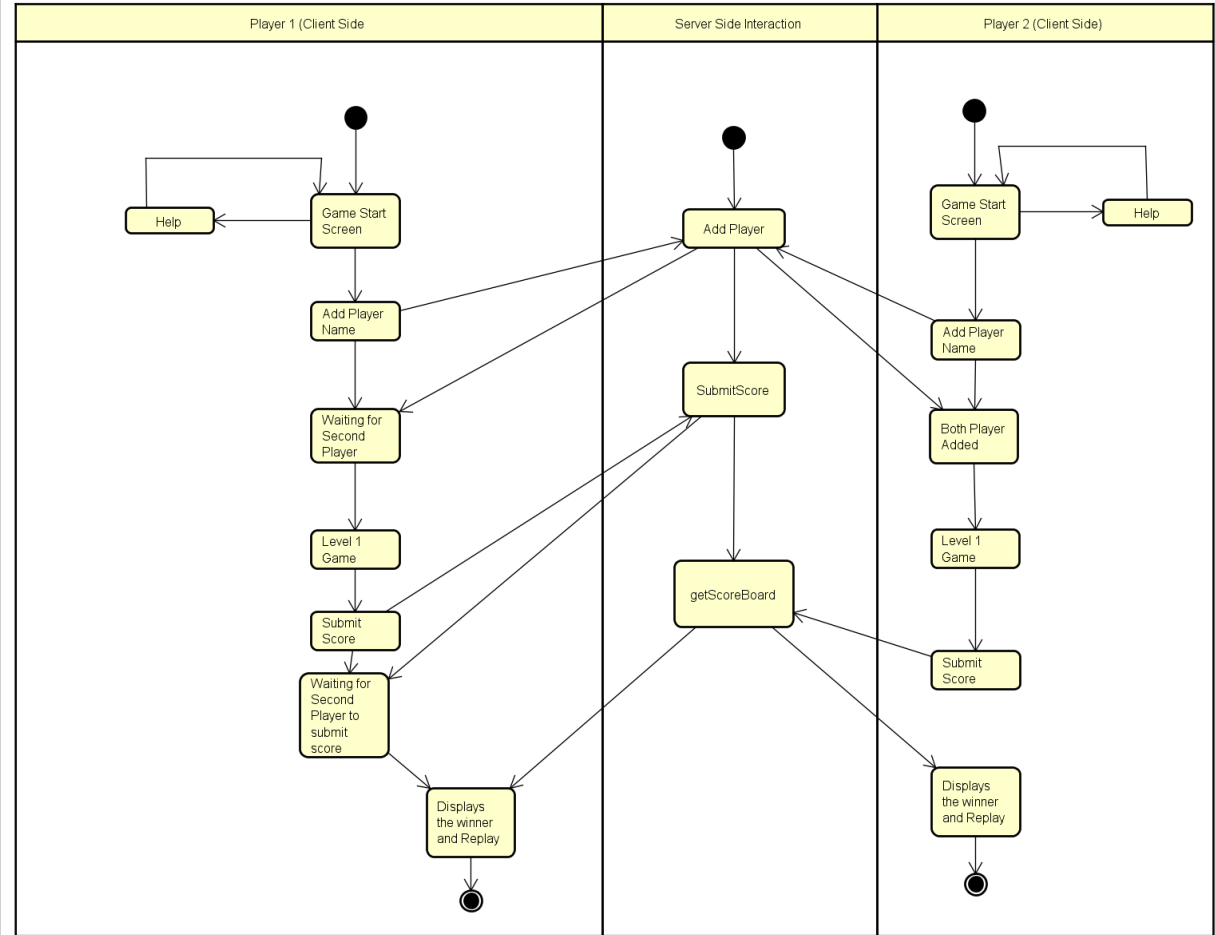 Player 1 (Client Side
Server Side Interaction
Player 2 (Client Side)
Help
Game Start
Screen
Add Player
Name
Waiting for
Second
Player
Level 1
Game
Submit
Score
Waiting for
Second
Player to
submit
score
Displays
the winner
and Replay
Add Player
SubmitScore
getScoreBoard
Game Start
Screen
Help
Add Player
Name
Both Player
Added
Level 1
Game
Submit
Score
Displays
the winner
and Replay